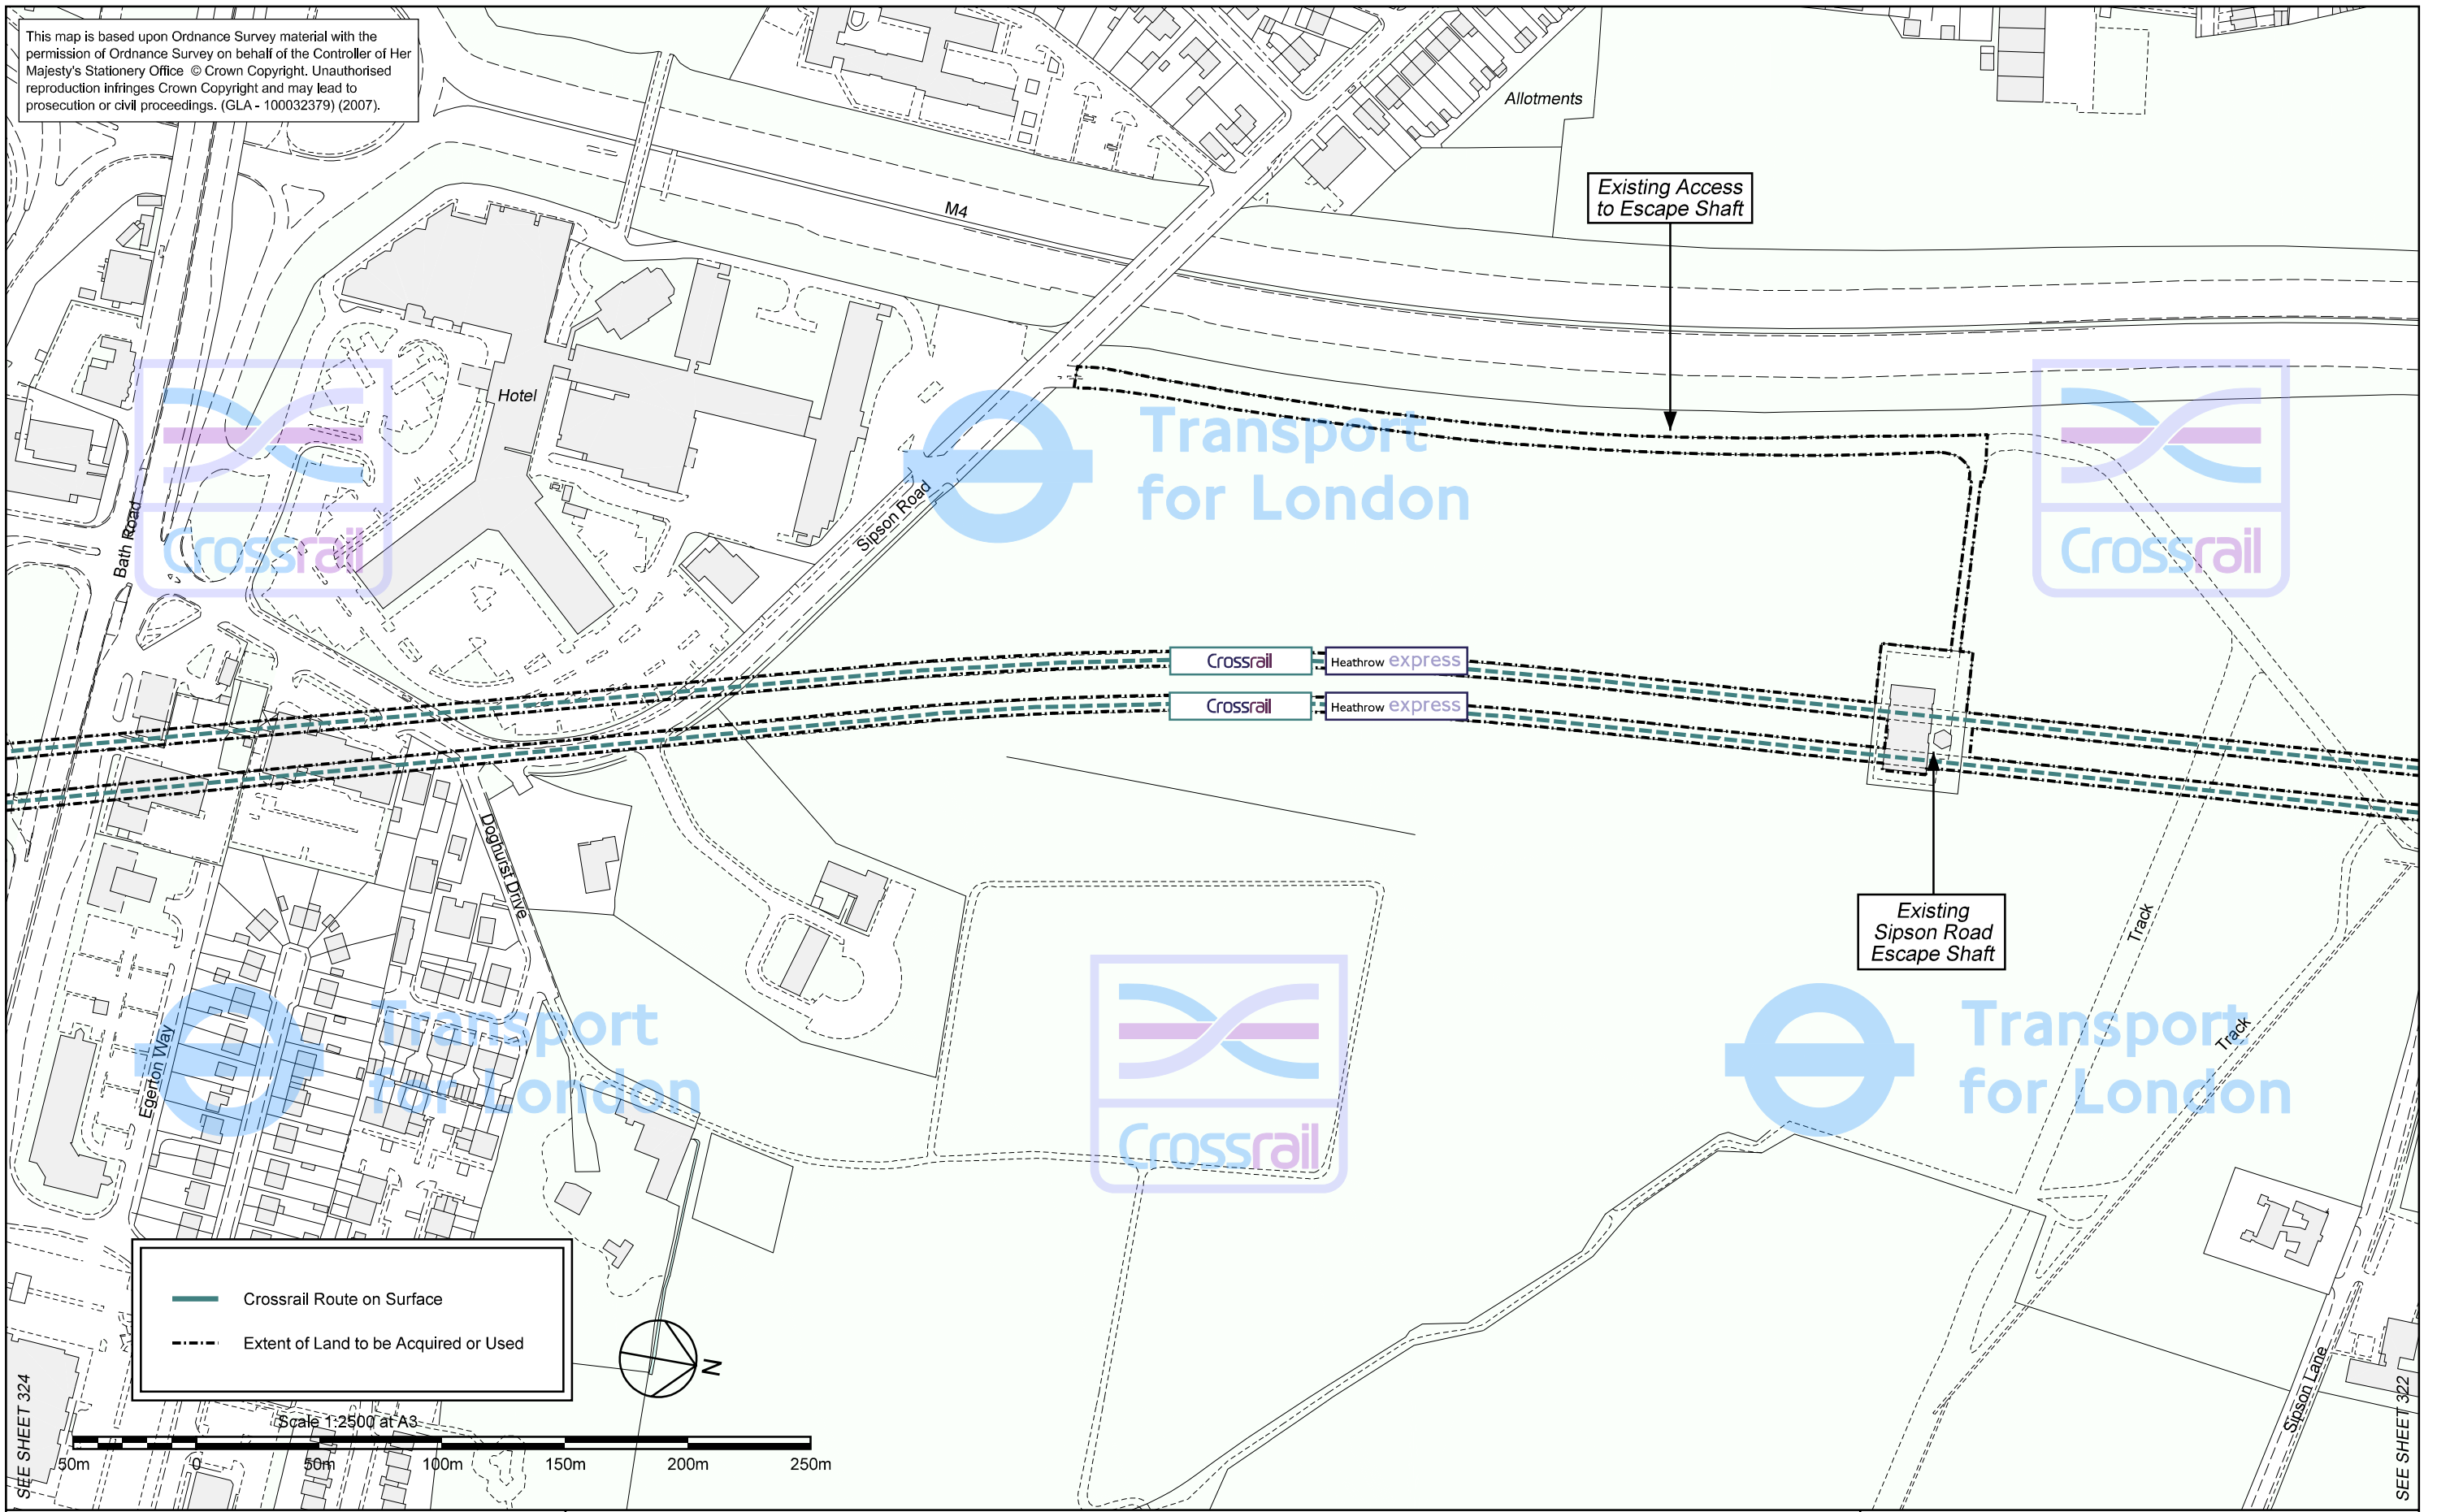 This map is based upon Ordnance Survey material with the
permission of Ordnance Survey on behalf of the Controller of Her
Majesty's Stationery Office © Crown Copyright. Unauthorised
reproduction infringes Crown Copyright and may lead to
prosecution or civil proceedings. (GLA - 100032379) (2007).
Allotments
Existing Access
to Escape Shaft
M4
Hotel
Transport
for London
Sipson Road
Bath Road
Crossrail
Crossrail
Crossrail
Heathrow express
Crossrail
Heathrow express
Doghurst Drive
Existing
Sipson Road
Escape Shaft
Track
Track
Transport
for London
Egerton Way
Crossrail
Transport
for London
Crossrail Route on Surface
Extent of Land to be Acquired or Used
N
Sipson Lane
SEE SHEET 324
SEE SHEET 322
Scale 1:2500 at A3
50m
0
50m
100m
150m
200m
250m